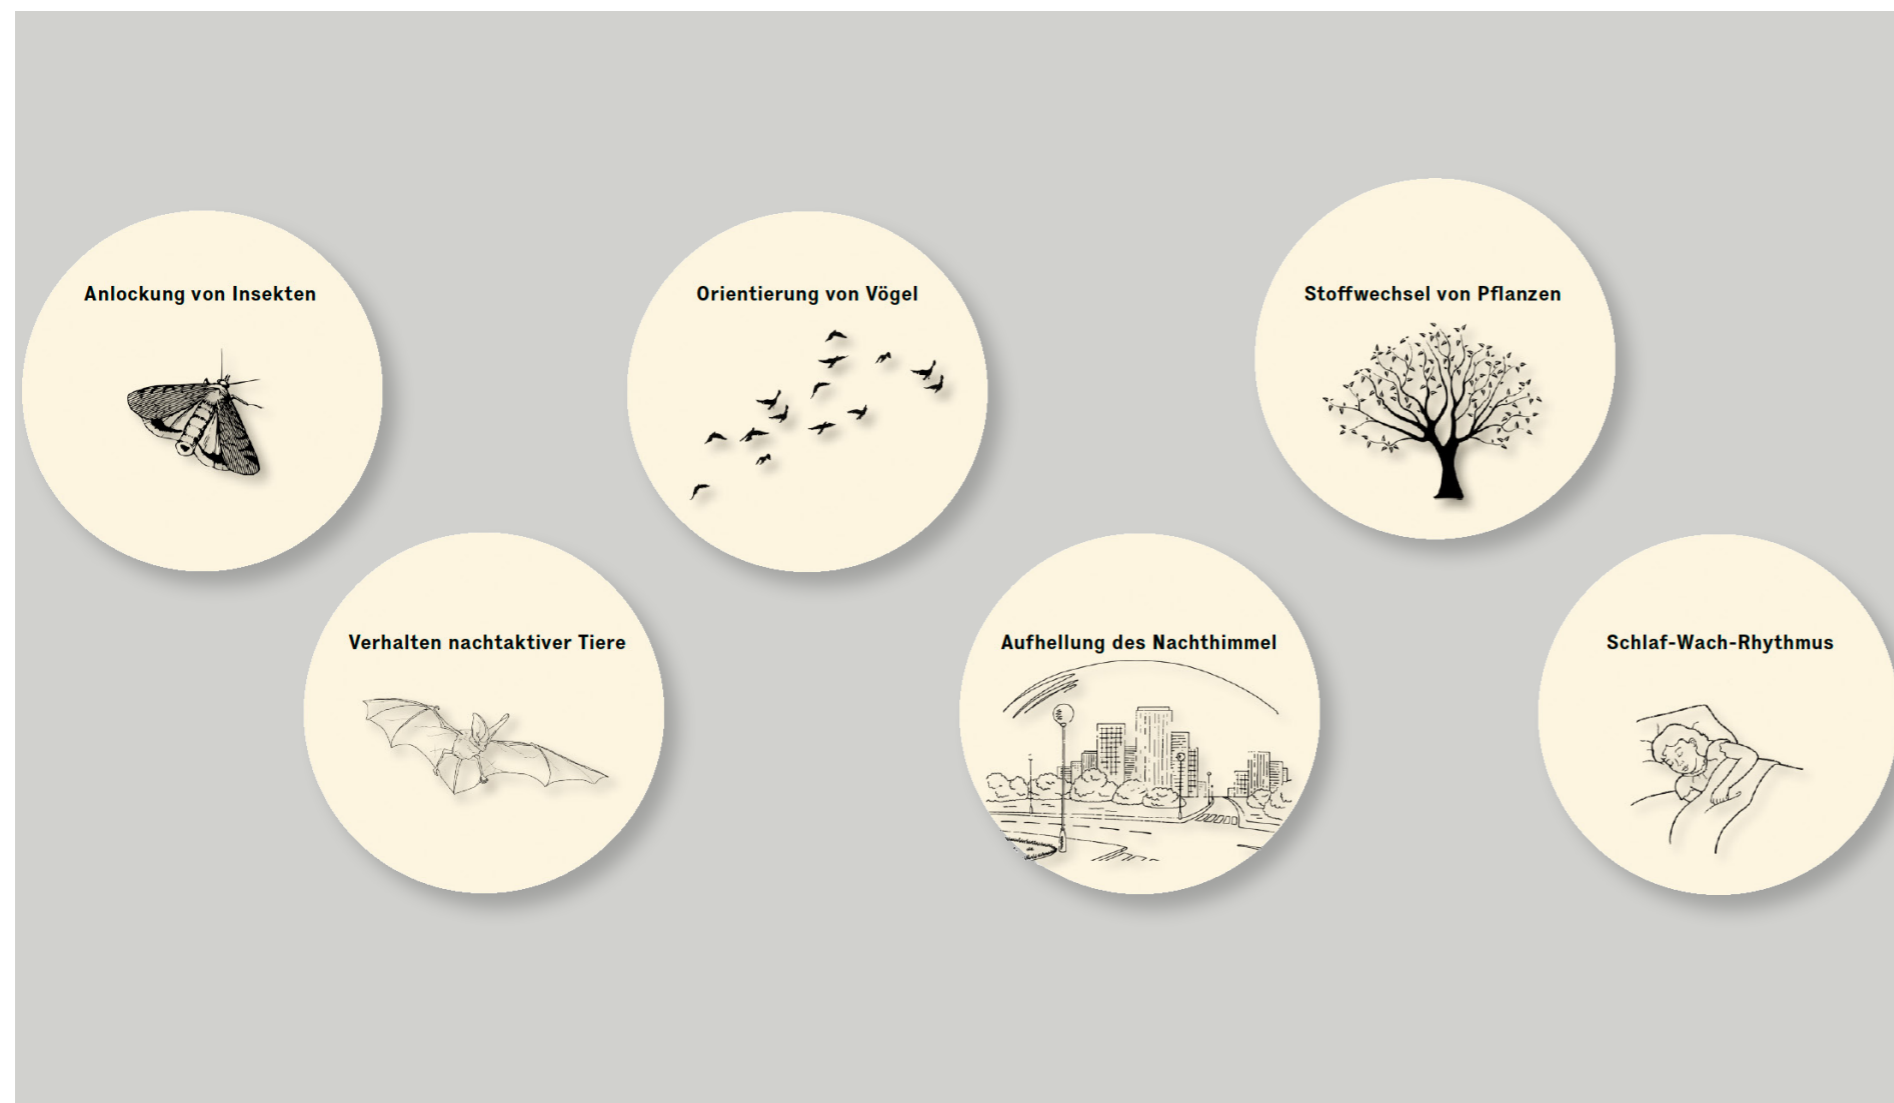 Anlockung von Insekten
Orientierung von Vögel
Stoffwechsel von Pflanzen
Verhalten nachtaktiver Tiere
Aufhellung des Nachthimmel
Schlaf-Wach-Rhythmus